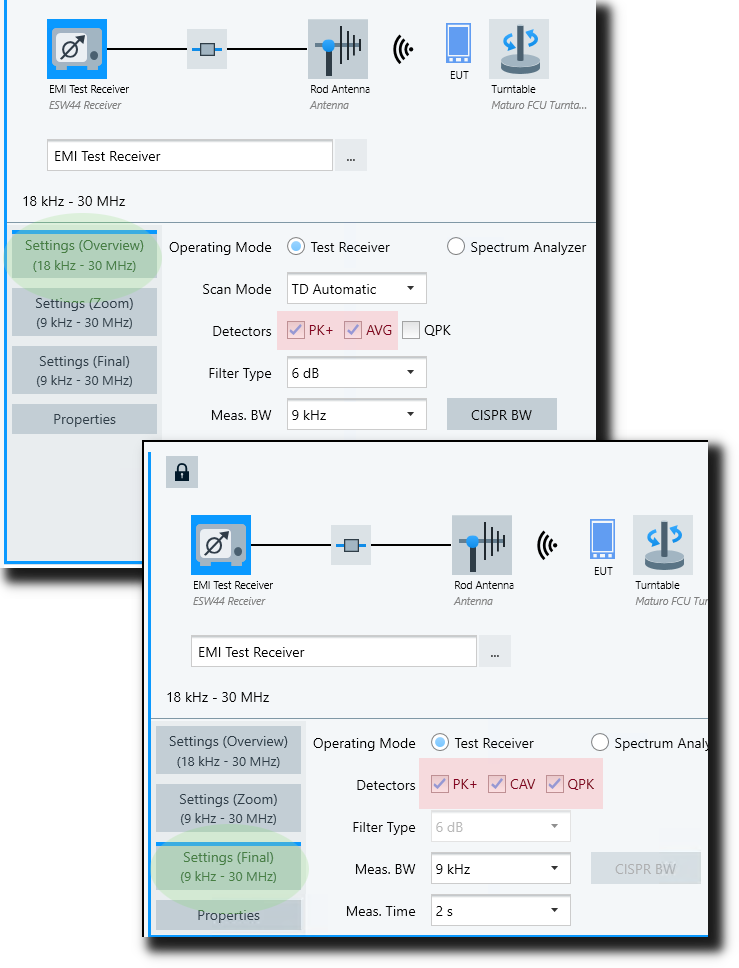 EMI Test Receiver
ESW44 Receiver
Rod Antenna
Antenna
EUT
Turntable
Maturo FCU Turnta...
EMI Test Receiver
...
18 kHz - 30 MHz
Settings (Overview)
(18 kHz - 30 MHz)
Settings (Zoom)
(9 kHz - 30 MHz)
Settings (Final)
(9 kHz - 30 MHz)
Properties
Operating Mode Test Receiver Spectrum Analyzer
Scan Mode TD Automatic
Detectors PK+ AVG QPK
Filter Type 6 dB
Meas. BW 9 kHz CISPR BW
EMI Test Receiver
ESW44 Receiver
Rod Antenna
Antenna
EUT
Turntable
Maturo FCU Tur
EMI Test Receiver
...
18 kHz - 30 MHz
Settings (Overview)
(18 kHz - 30 MHz)
Settings (Zoom)
(9 kHz - 30 MHz)
Settings (Final)
(9 kHz - 30 MHz)
Properties
Operating Mode Test Receiver Spectrum Analy
Detectors PK+ CAV QPK
Filter Type 6 dB
Meas. BW 9 kHz CISPR BW
Meas. Time 2 s